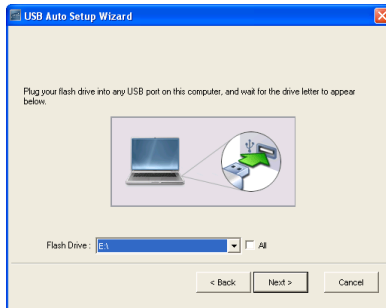 USB Auto Setup Wizard
Plug your flash drive into any USB port on this computer, and wait for the drive letter to appear
below.
Flash Drive : E:\ All
< Back Next > Cancel